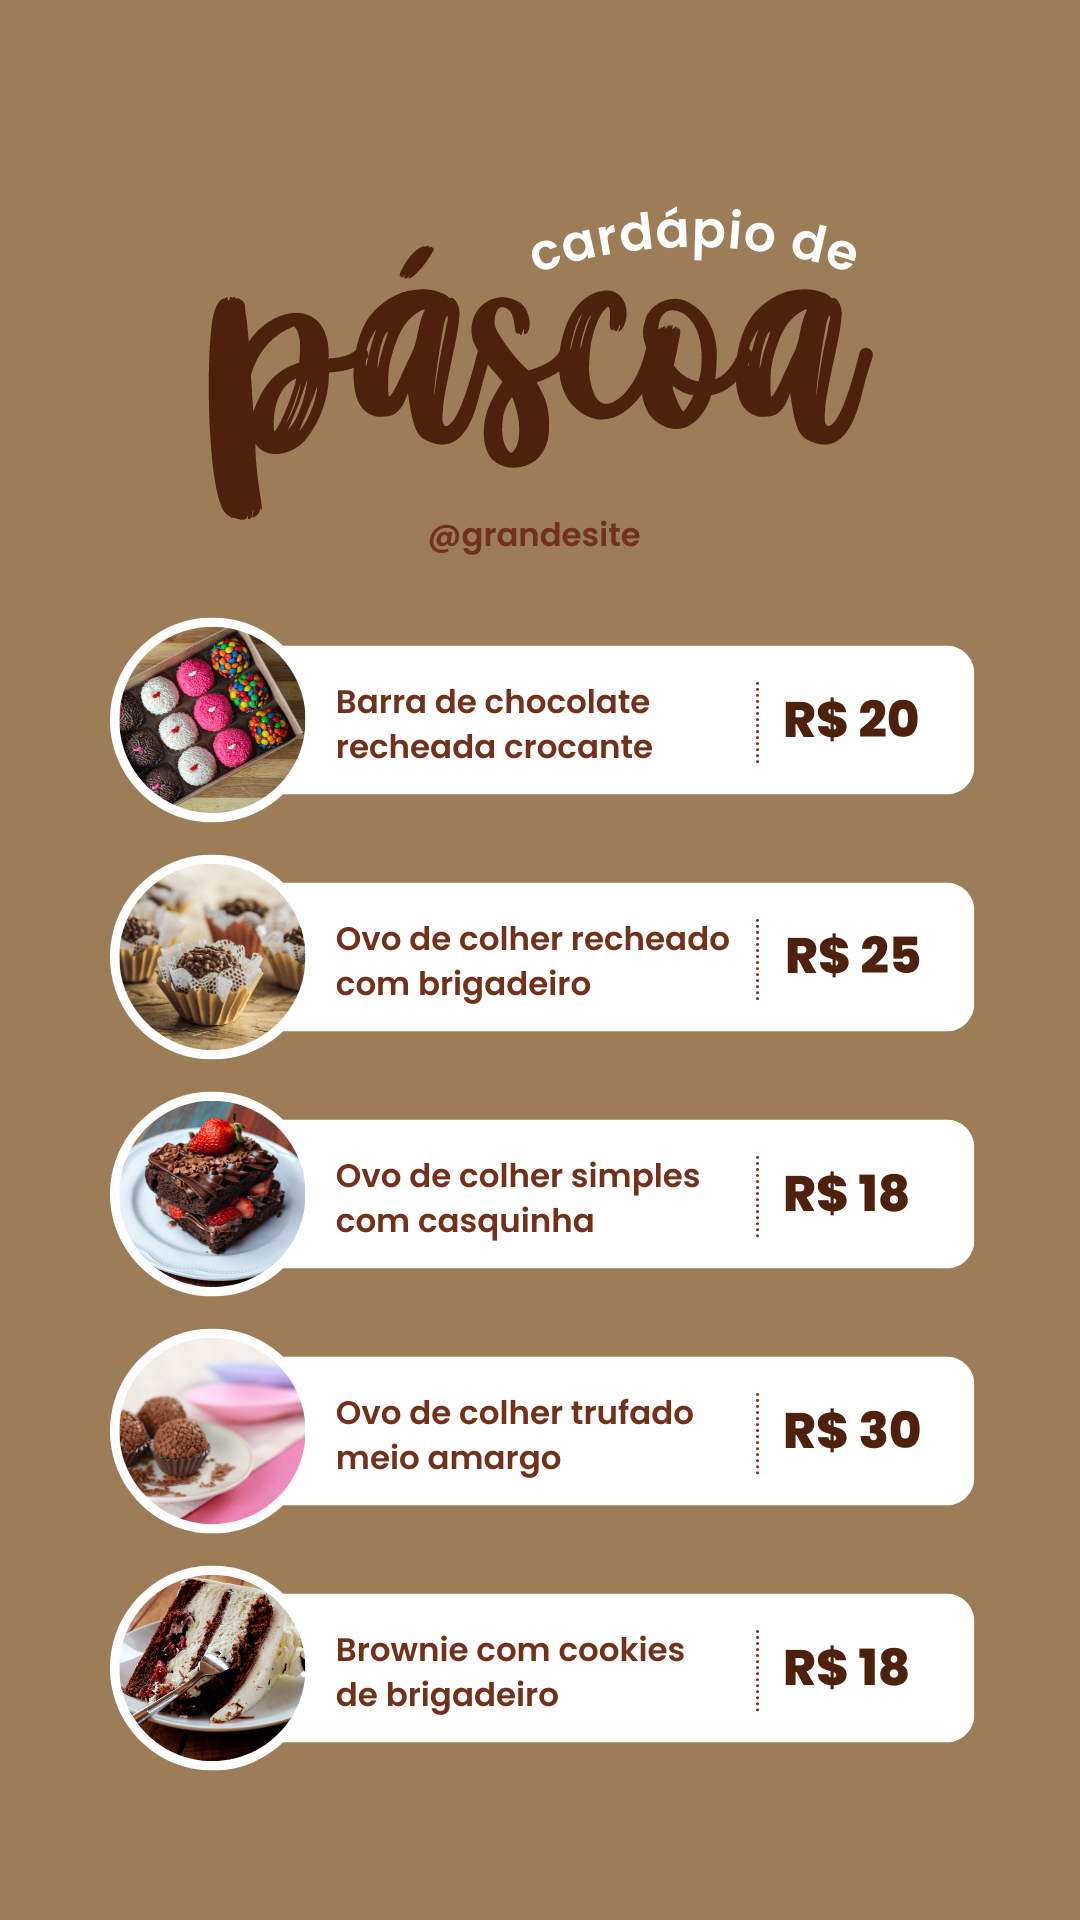 cardápio de
páscoa
@grandesite
Barra de chocolate
recheada crocante
R$ 20
Ovo de colher recheado
com brigadeiro
R$ 25
Ovo de colher simples
com casquinha
R$ 18
Ovo de colher trufado
meio amargo
R$ 30
Brownie com cookies
de brigadeiro
R$ 18